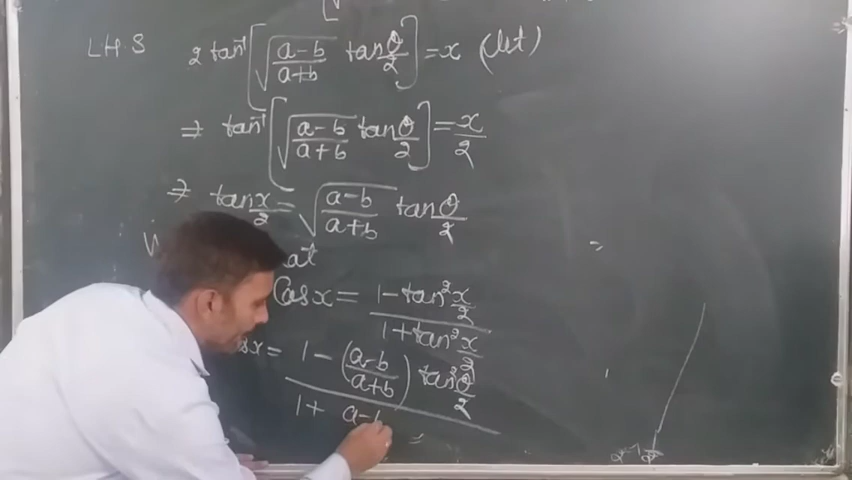 LHS 2 tan⁻¹[√(a-b/a+b) tan θ/2] = x (let)
⇒ tan⁻¹[√(a-b/a+b) tan θ/2] = x/2
⇒ tan x/2 = √(a-b/a+b) tan θ/2
at
Cos x = 1 - tan² x/2 / 1 + tan² x/2
sx = 1 - (a-b/a+b) tan² θ/2 / 1 + a-b